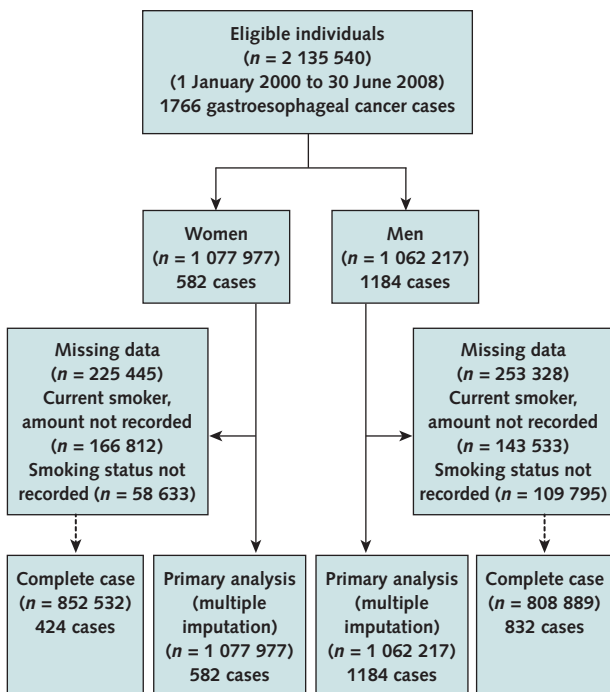 Eligible individuals
(n = 2 135 540)
(1 January 2000 to 30 June 2008)
1766 gastroesophageal cancer cases
Women
(n = 1 077 977)
582 cases
Men
(n = 1 062 217)
1184 cases
Missing data
(n = 225 445)
Current smoker,
amount not recorded
(n = 166 812)
Smoking status not
recorded (n = 58 633)
Missing data
(n = 253 328)
Current smoker,
amount not recorded
(n = 143 533)
Smoking status not
recorded (n = 109 795)
Complete case
(n = 852 532)
424 cases
Primary analysis
(multiple
imputation)
(n = 1 077 977)
582 cases
Primary analysis
(multiple
imputation)
(n = 1 062 217)
1184 cases
Complete case
(n = 808 889)
832 cases